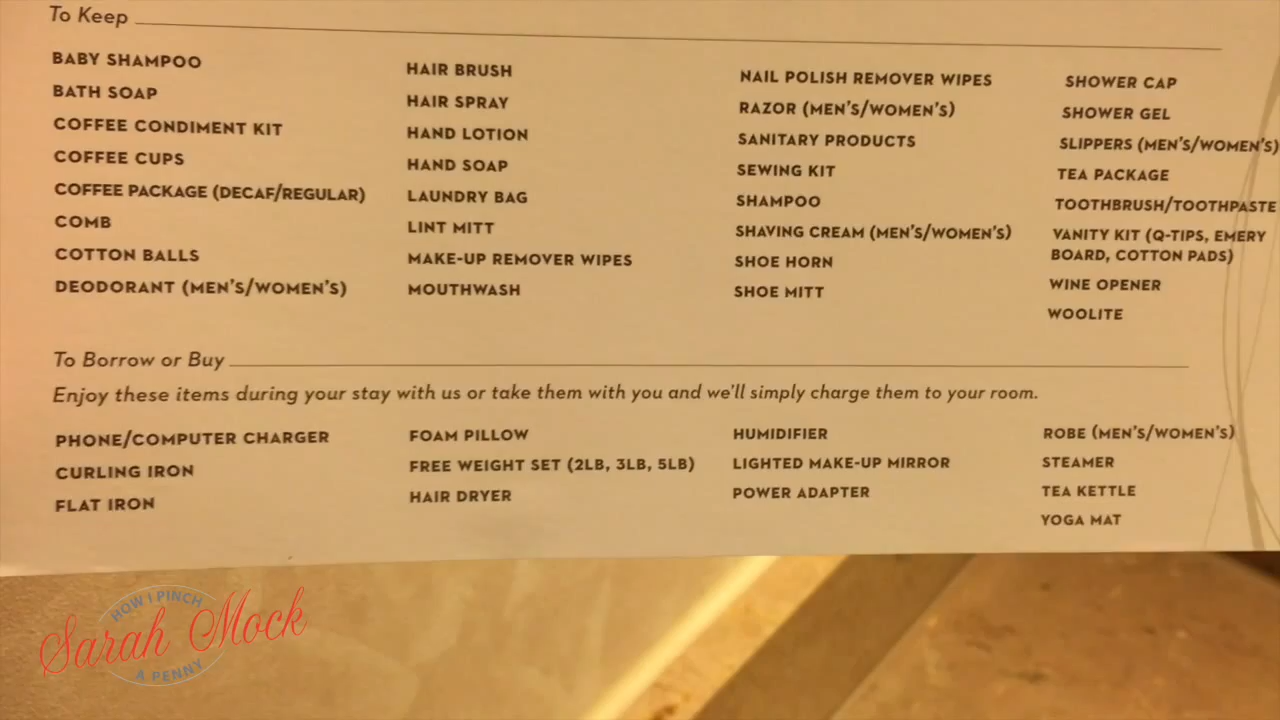 To Keep
BABY SHAMPOO
BATH SOAP
COFFEE CONDIMENT KIT
COFFEE CUPS
COFFEE PACKAGE (DECAF/REGULAR)
COMB
COTTON BALLS
DEODORANT (MEN'S/WOMEN'S)
HAIR BRUSH
HAIR SPRAY
HAND LOTION
HAND SOAP
LAUNDRY BAG
LINT MITT
MAKE-UP REMOVER WIPES
MOUTHWASH
NAIL POLISH REMOVER WIPES
RAZOR (MEN'S/WOMEN'S)
SANITARY PRODUCTS
SEWING KIT
SHAMPOO
SHAVING CREAM (MEN'S/WOMEN'S)
SHOE HORN
SHOE MITT
SHOWER CAP
SHOWER GEL
SLIPPERS (MEN'S/WOMEN'S)
TEA PACKAGE
TOOTHBRUSH/TOOTHPASTE
VANITY KIT (Q-TIPS, EMERY
BOARD, COTTON PADS)
WINE OPENER
WOOLITE
To Borrow or Buy
Enjoy these items during your stay with us or take them with you and we'll simply charge them to your room.
PHONE/COMPUTER CHARGER
CURLING IRON
FLAT IRON
FOAM PILLOW
FREE WEIGHT SET (2LB, 3LB, 5LB)
HAIR DRYER
HUMIDIFIER
LIGHTED MAKE-UP MIRROR
POWER ADAPTER
ROBE (MEN'S/WOMEN'S)
STEAMER
TEA KETTLE
YOGA MAT
HOW I PINCH
Sarah Mock
A PENNY